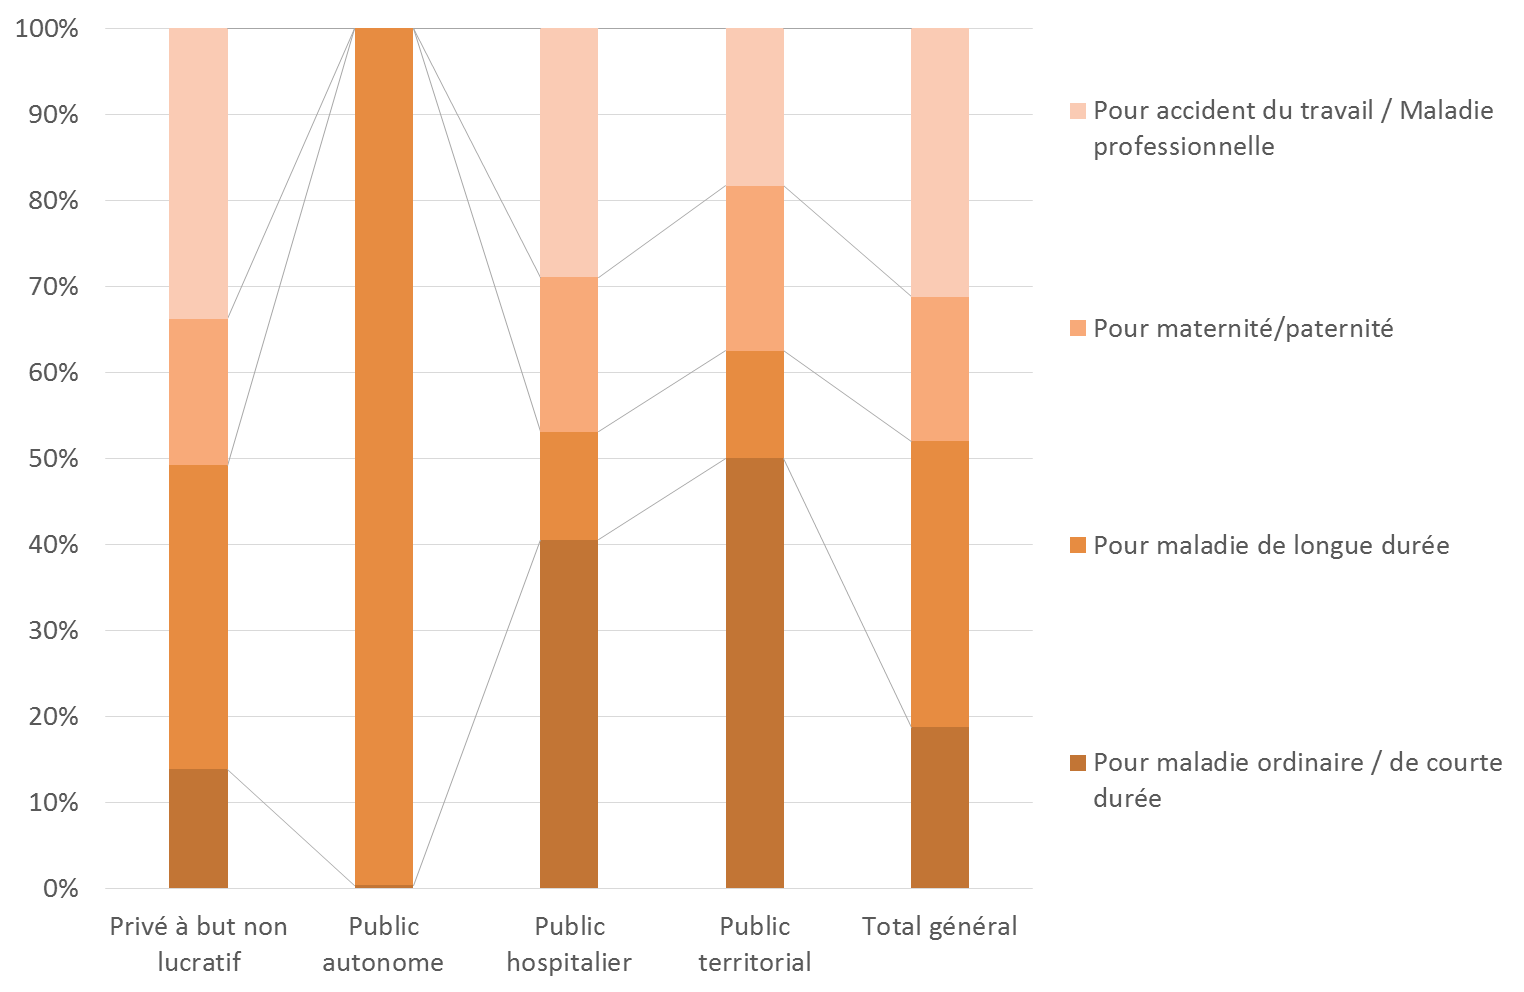 100%
90%
80%
70%
60%
50%
40%
30%
20%
10%
0%
Privé à but non
lucratif
Public
autonome
Public
hospitalier
Public
territorial
Total général
Pour accident du travail / Maladie
professionnelle
Pour maternité/paternité
Pour maladie de longue durée
Pour maladie ordinaire / de courte
durée